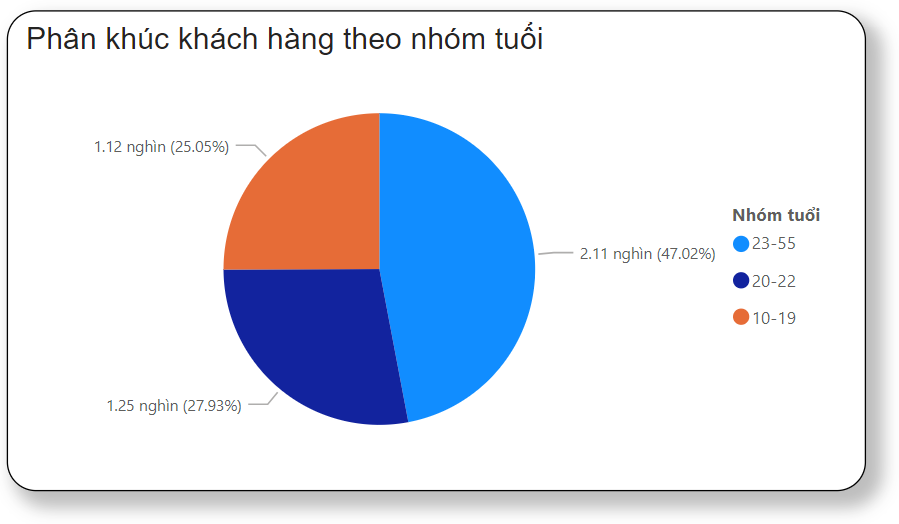 Phân khúc khách hàng theo nhóm tuổi
1.12 nghìn (25.05%)
2.11 nghìn (47.02%)
1.25 nghìn (27.93%)
Nhóm tuổi
23-55
20-22
10-19